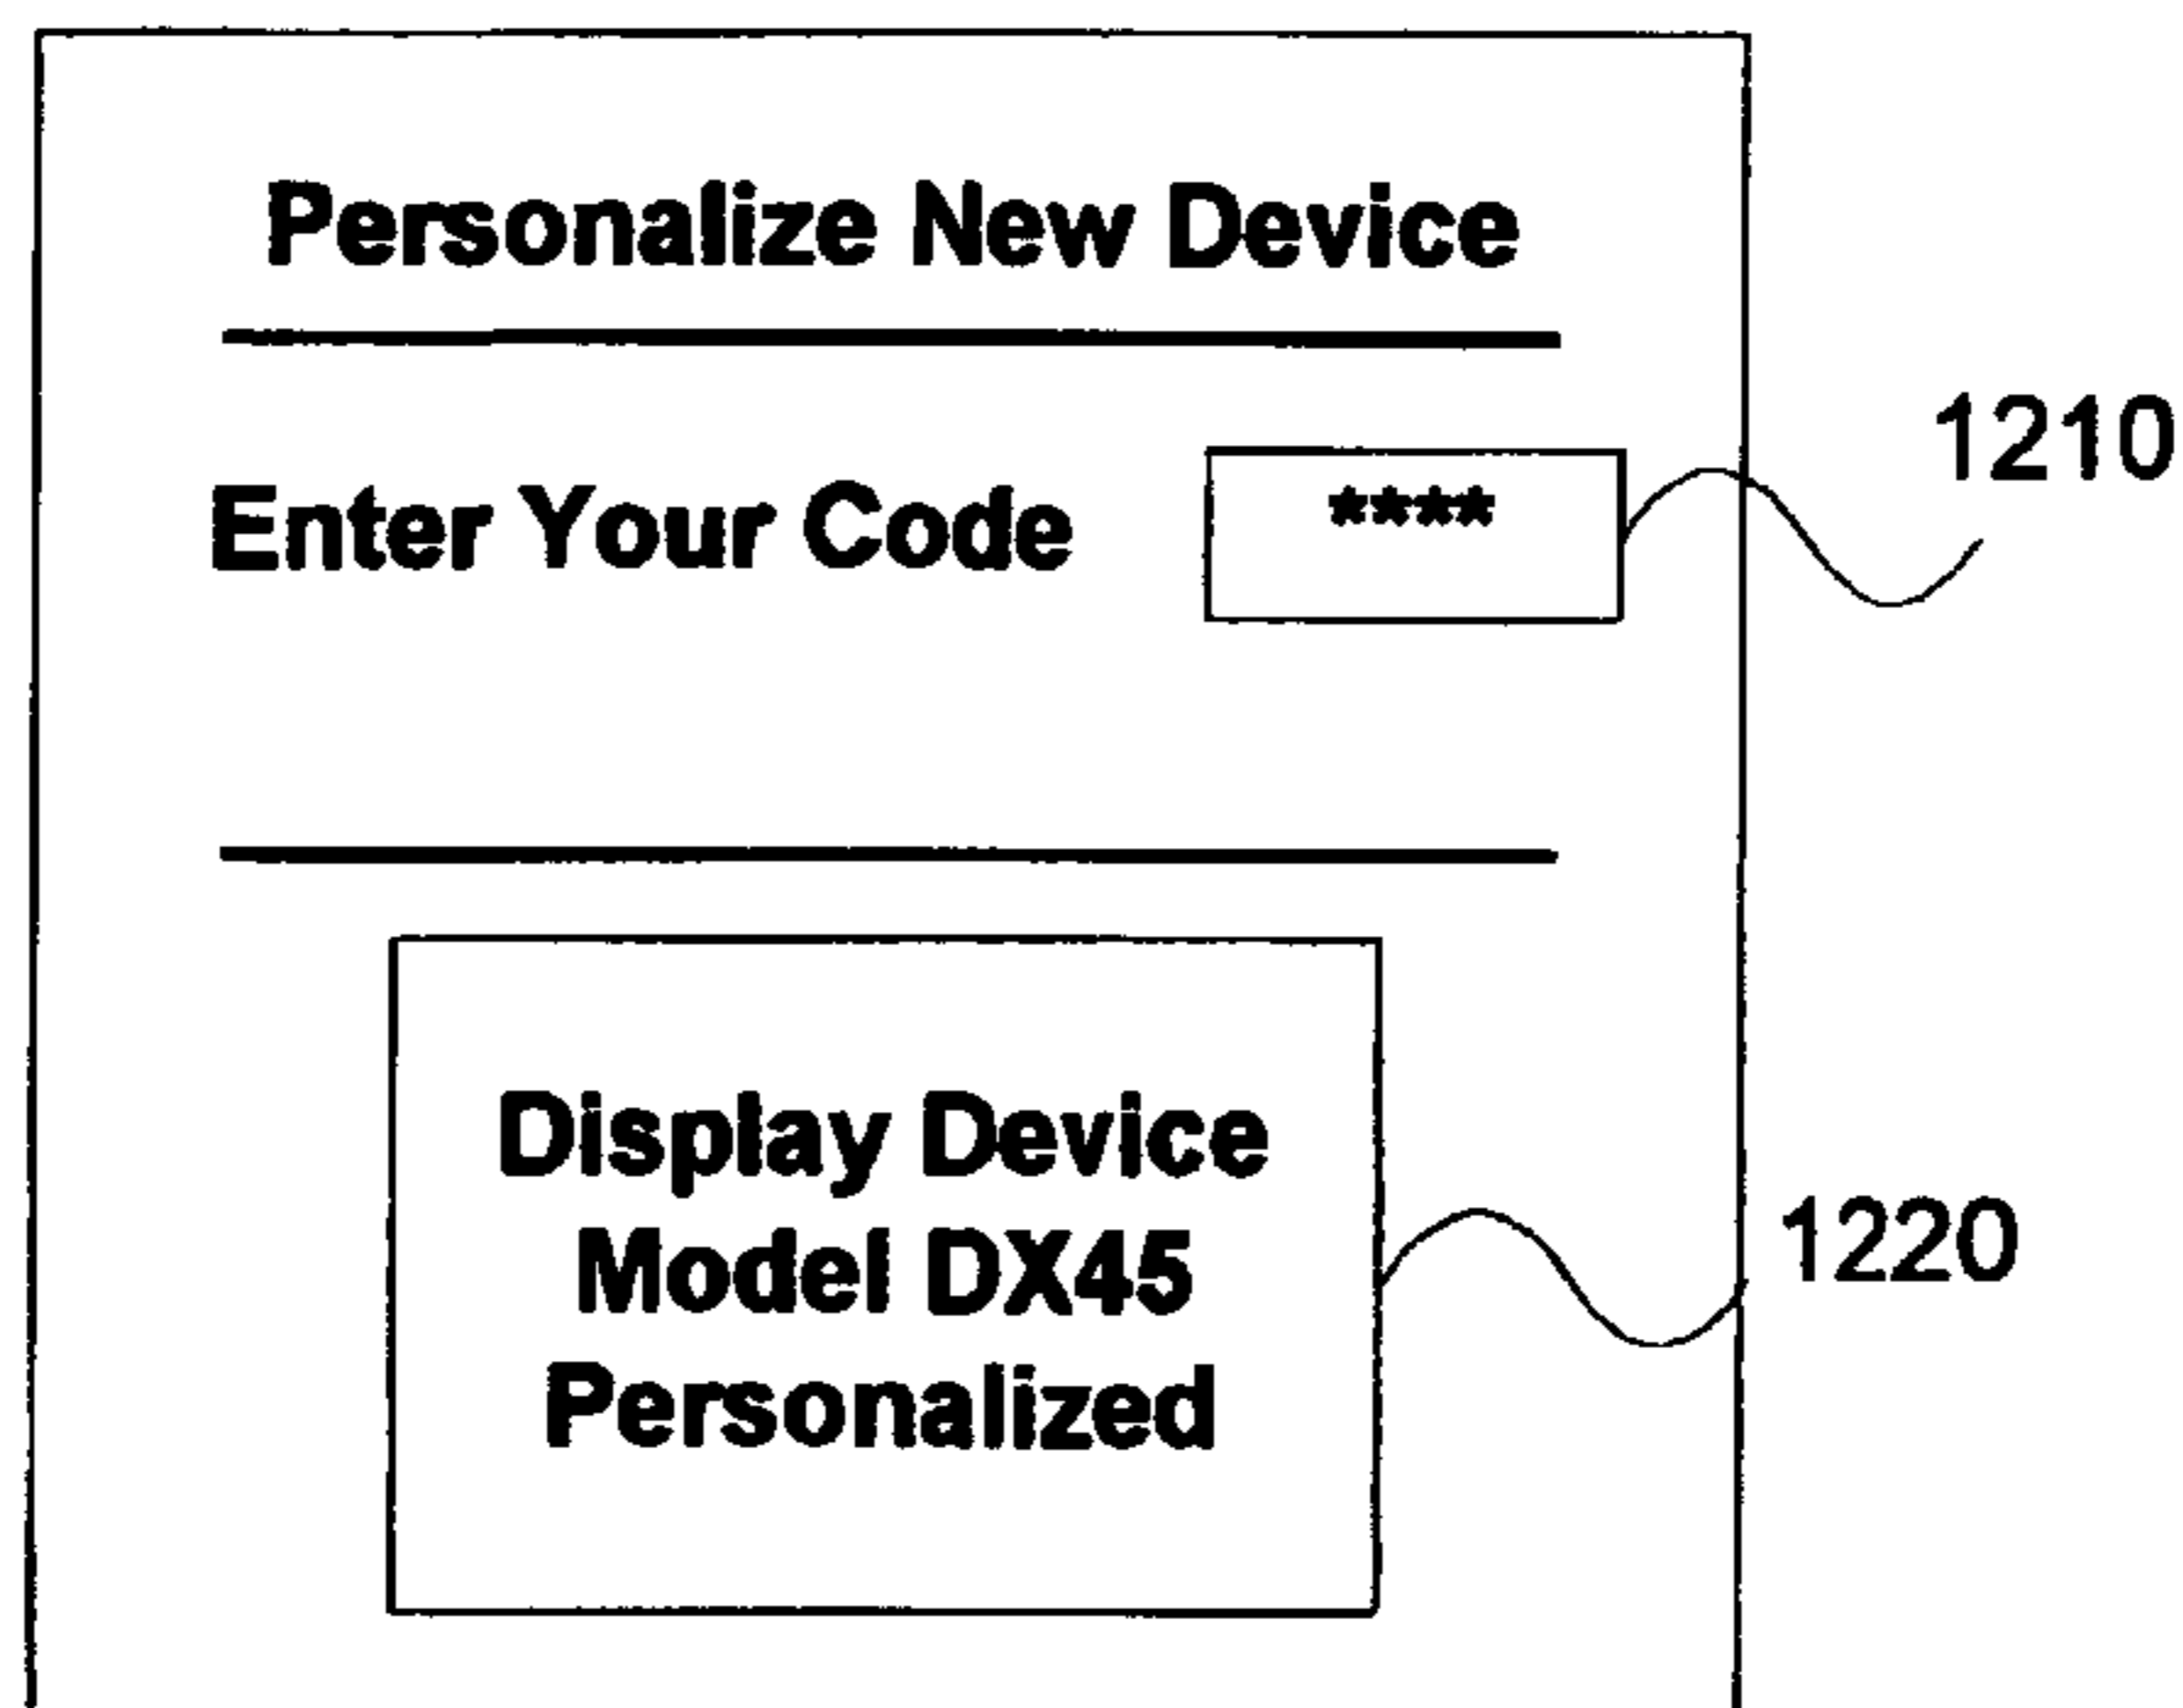 Personalize New Device
1210
Enter Your Code ****
Display Device
Model DX45
Personalized
1220